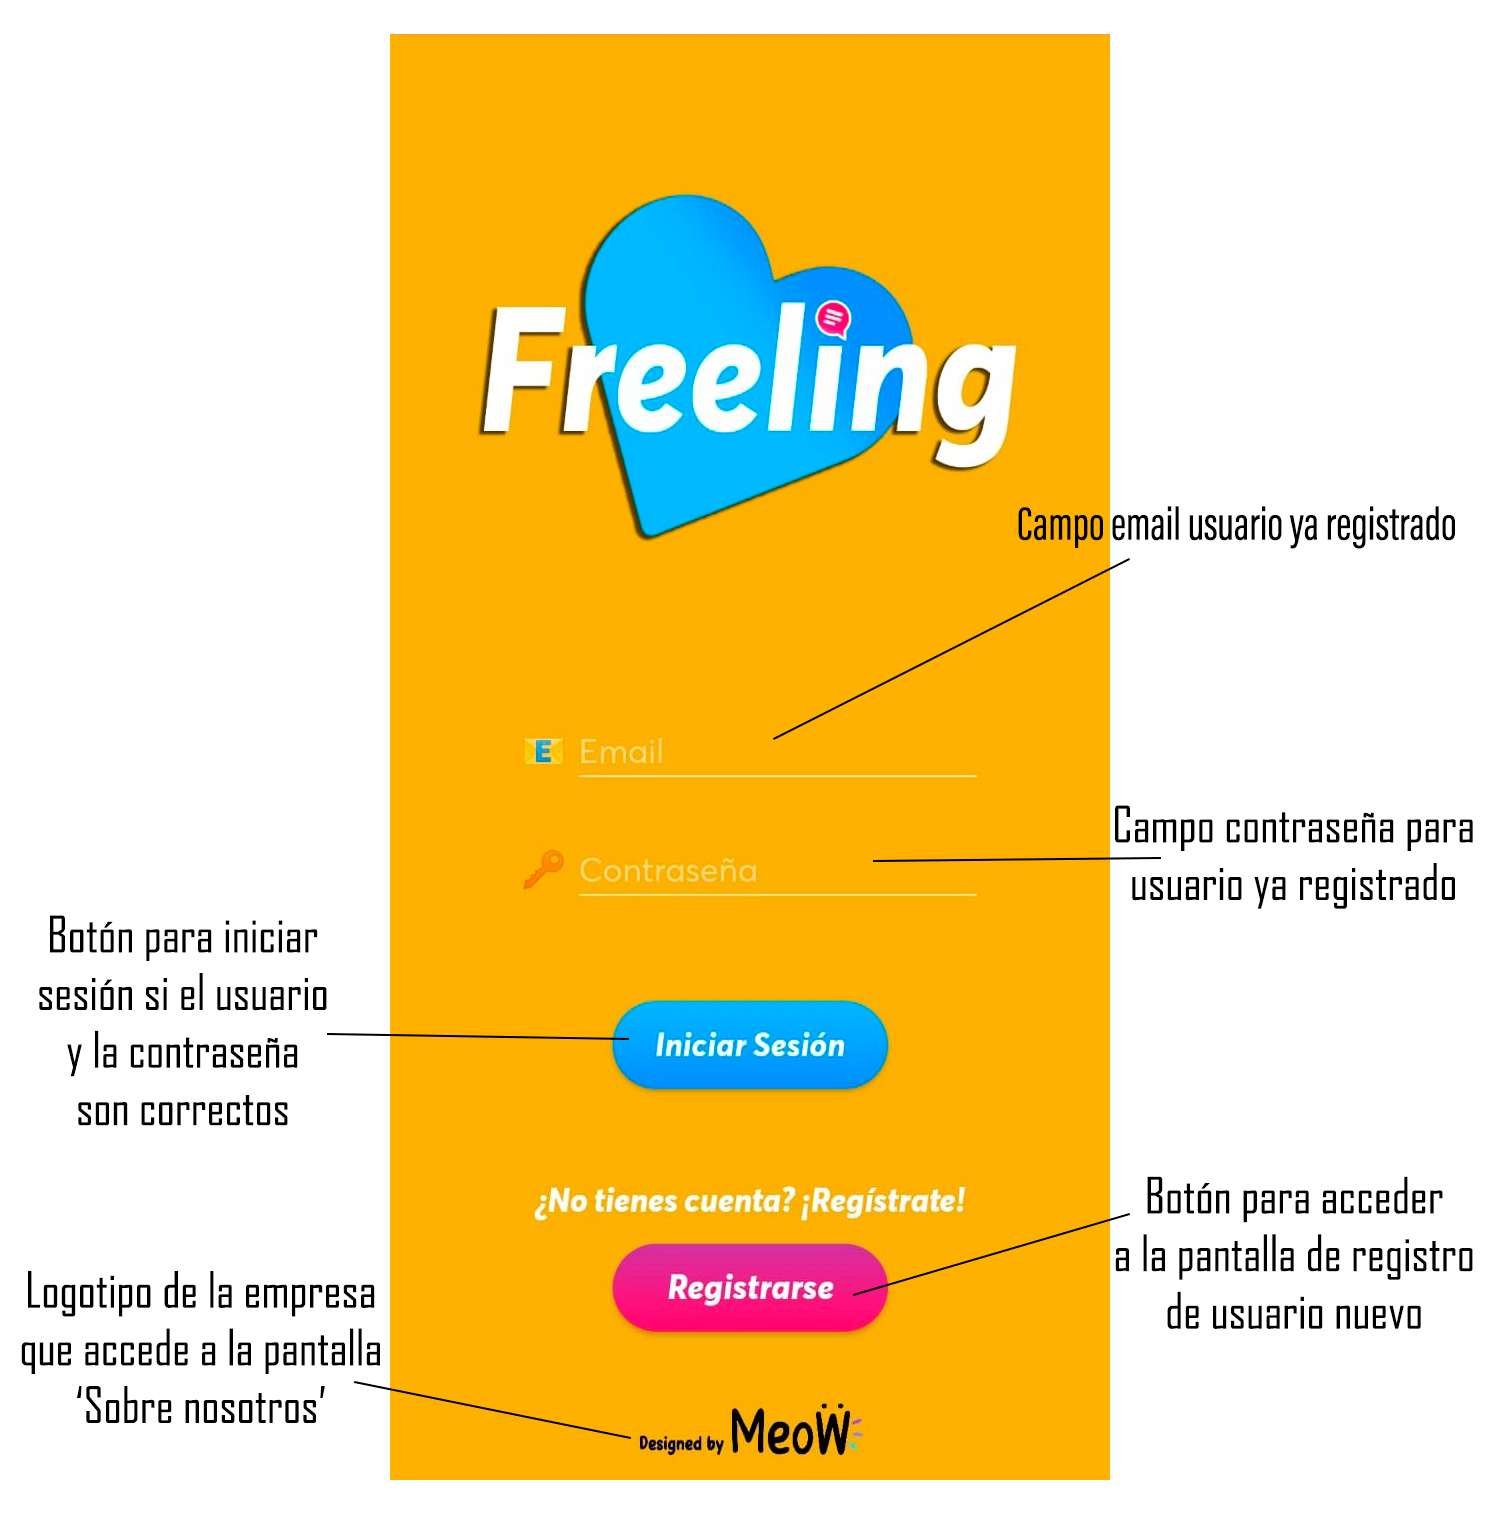 Freeling
Campo email usuario ya registrado
E Email
Campo contraseña para
usuario ya registrado
Contraseña
Botón para iniciar
sesión si el usuario
y la contraseña
son correctos
Iniciar Sesión
¿No tienes cuenta? ¡Regístrate!
Botón para acceder
a la pantalla de registro
de usuario nuevo
Registrarse
Logotipo de la empresa
que accede a la pantalla
‘Sobre nosotros’
Designed by MeoẄ